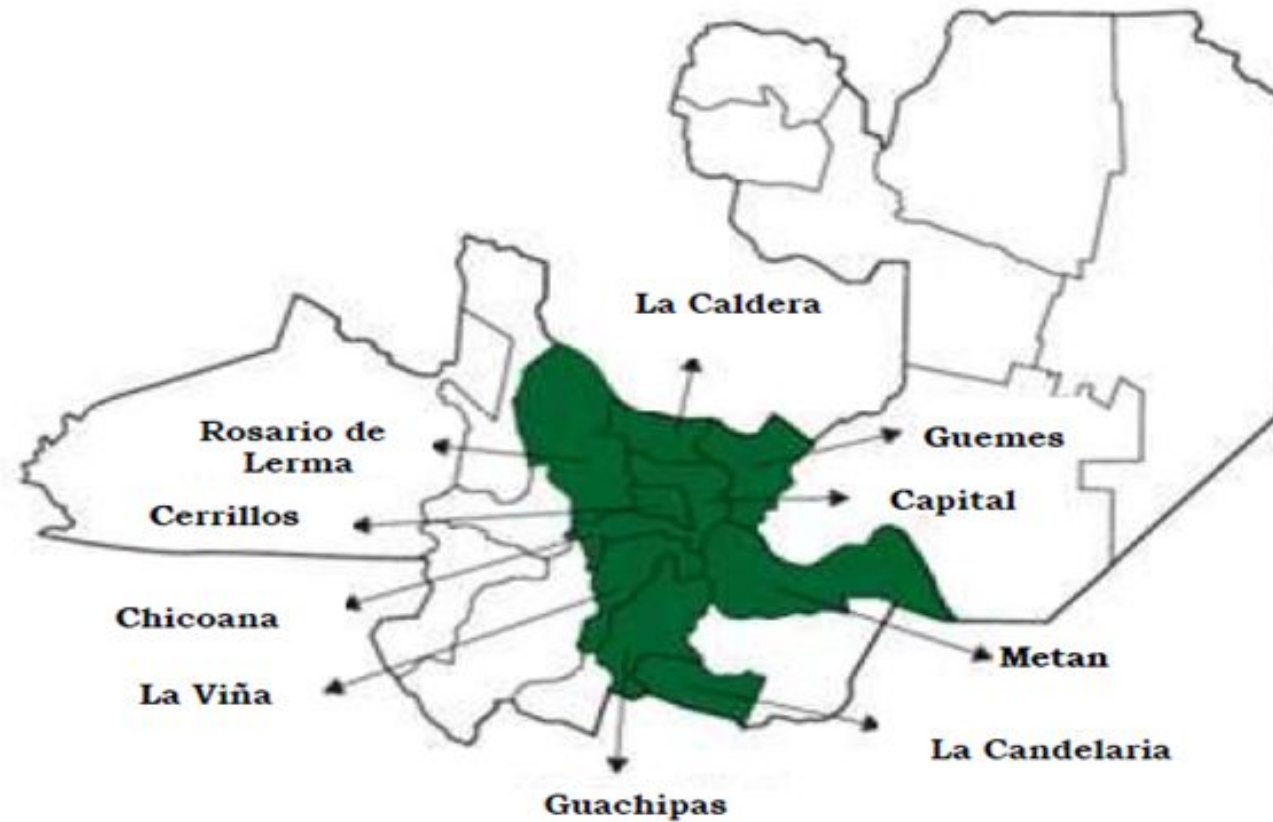 La Caldera
Rosario de
Lerma
Guemes
Cerrillos
Capital
Chicoana
Metan
La Viña
La Candelaria
Guachipas